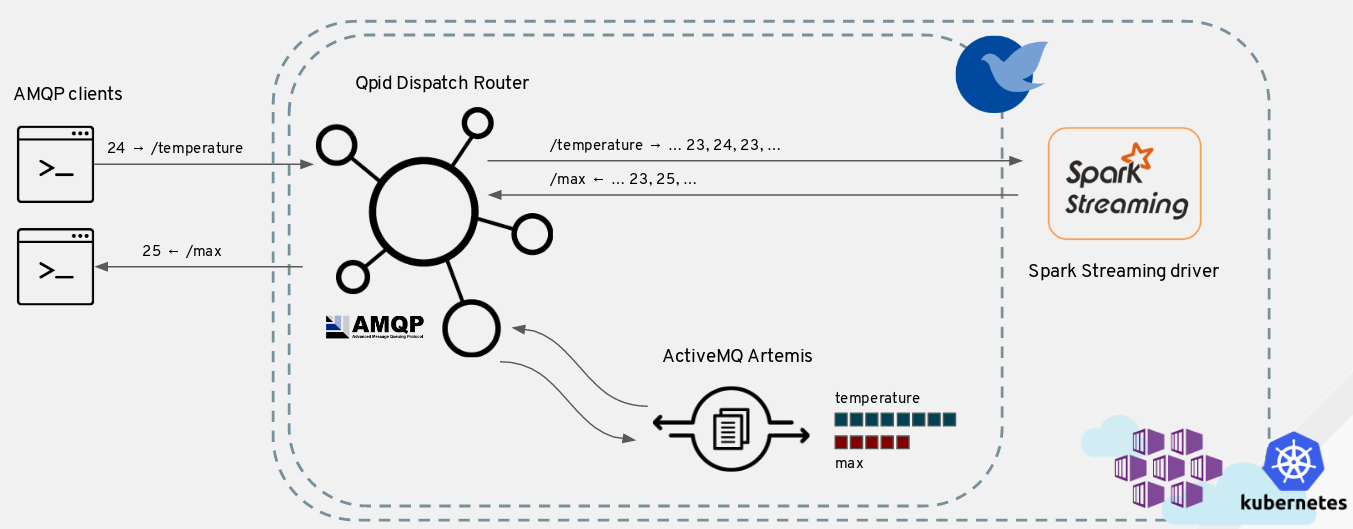 Qpid Dispatch Router
AMQP clients
24 → /temperature
>_
/temperature → ... 23, 24, 23, ...
/max ← ... 23, 25, ...
Spark
Streaming
25 ← /max
>_
Spark Streaming driver
AMQP
Advanced Message Queuing Protocol
ActiveMQ Artemis
temperature
max
kubernetes